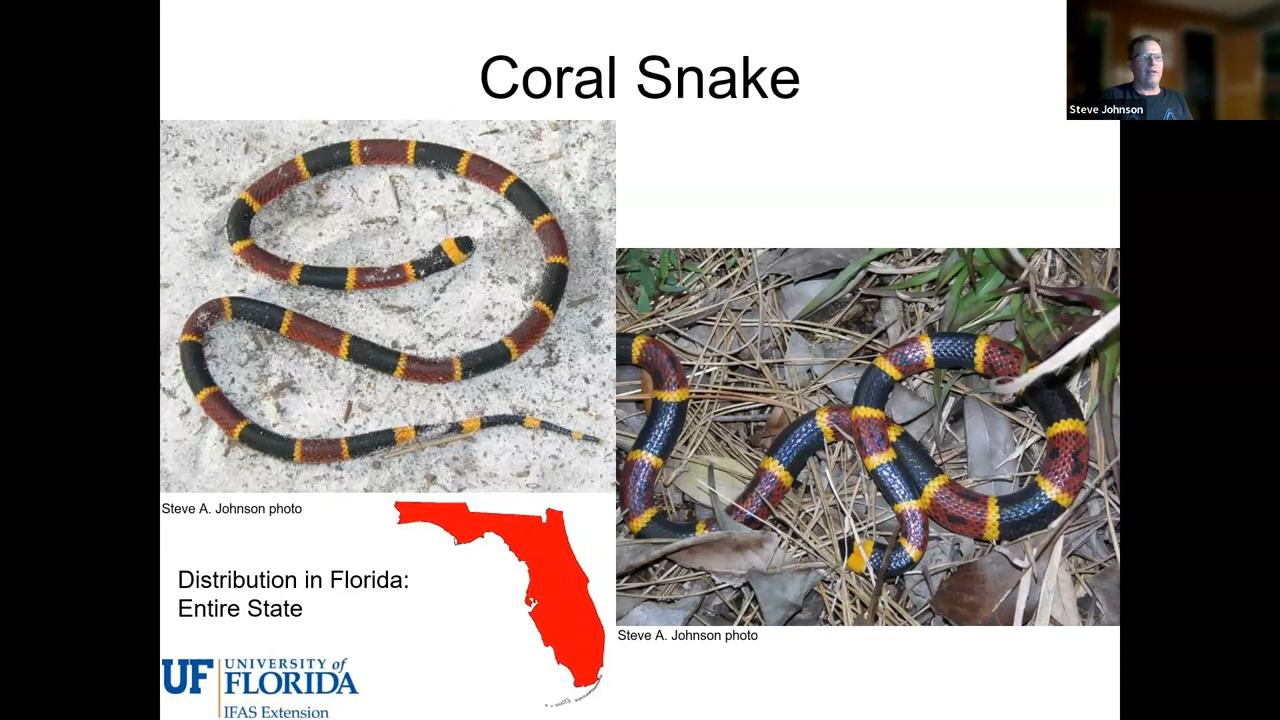 Coral Snake
Steve Johnson
Steve A. Johnson photo
Distribution in Florida:
Entire State
Steve A. Johnson photo
UF UNIVERSITY of
FLORIDA
IFAS Extension